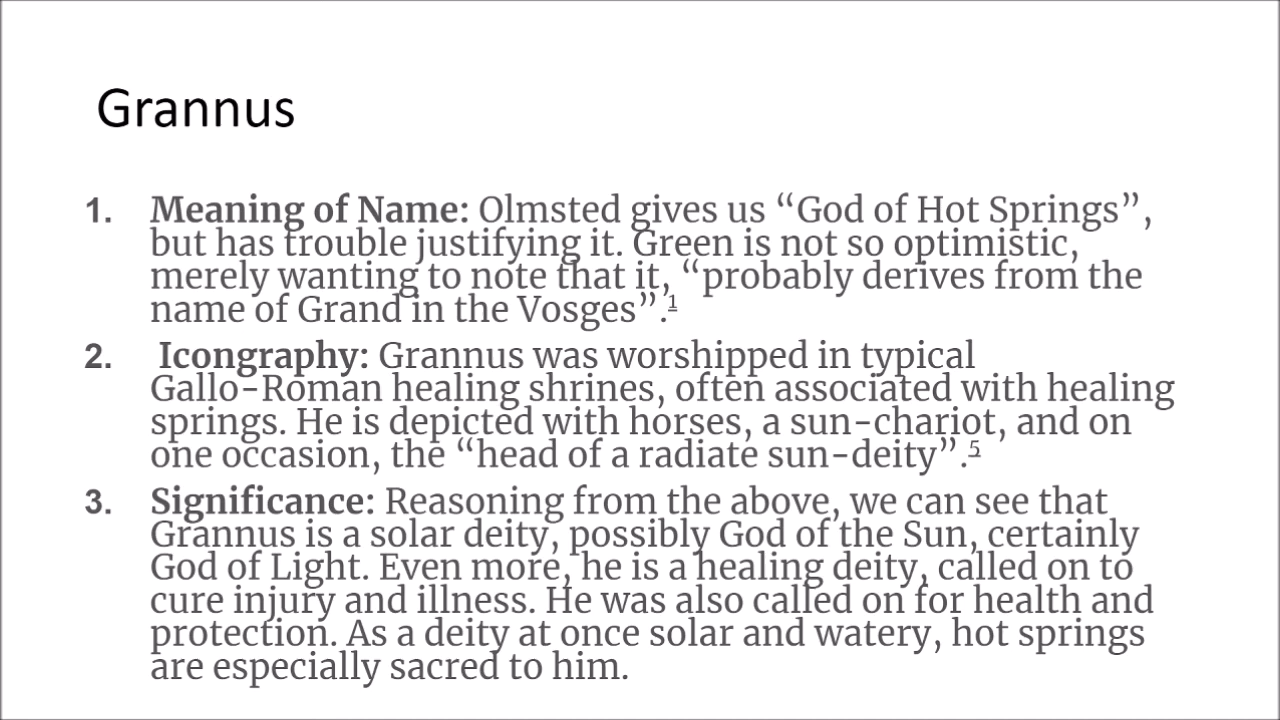 Grannus
1. Meaning of Name: Olmsted gives us “God of Hot Springs”,
but has trouble justifying it. Green is not so optimistic,
merely wanting to note that it, “probably derives from the
name of Grand in the Vosges”.1
2. Icongraphy: Grannus was worshipped in typical
Gallo-Roman healing shrines, often associated with healing
springs. He is depicted with horses, a sun-chariot, and on
one occasion, the “head of a radiate sun-deity”.5
3. Significance: Reasoning from the above, we can see that
Grannus is a solar deity, possibly God of the Sun, certainly
God of Light. Even more, he is a healing deity, called on to
cure injury and illness. He was also called on for health and
protection. As a deity at once solar and watery, hot springs
are especially sacred to him.